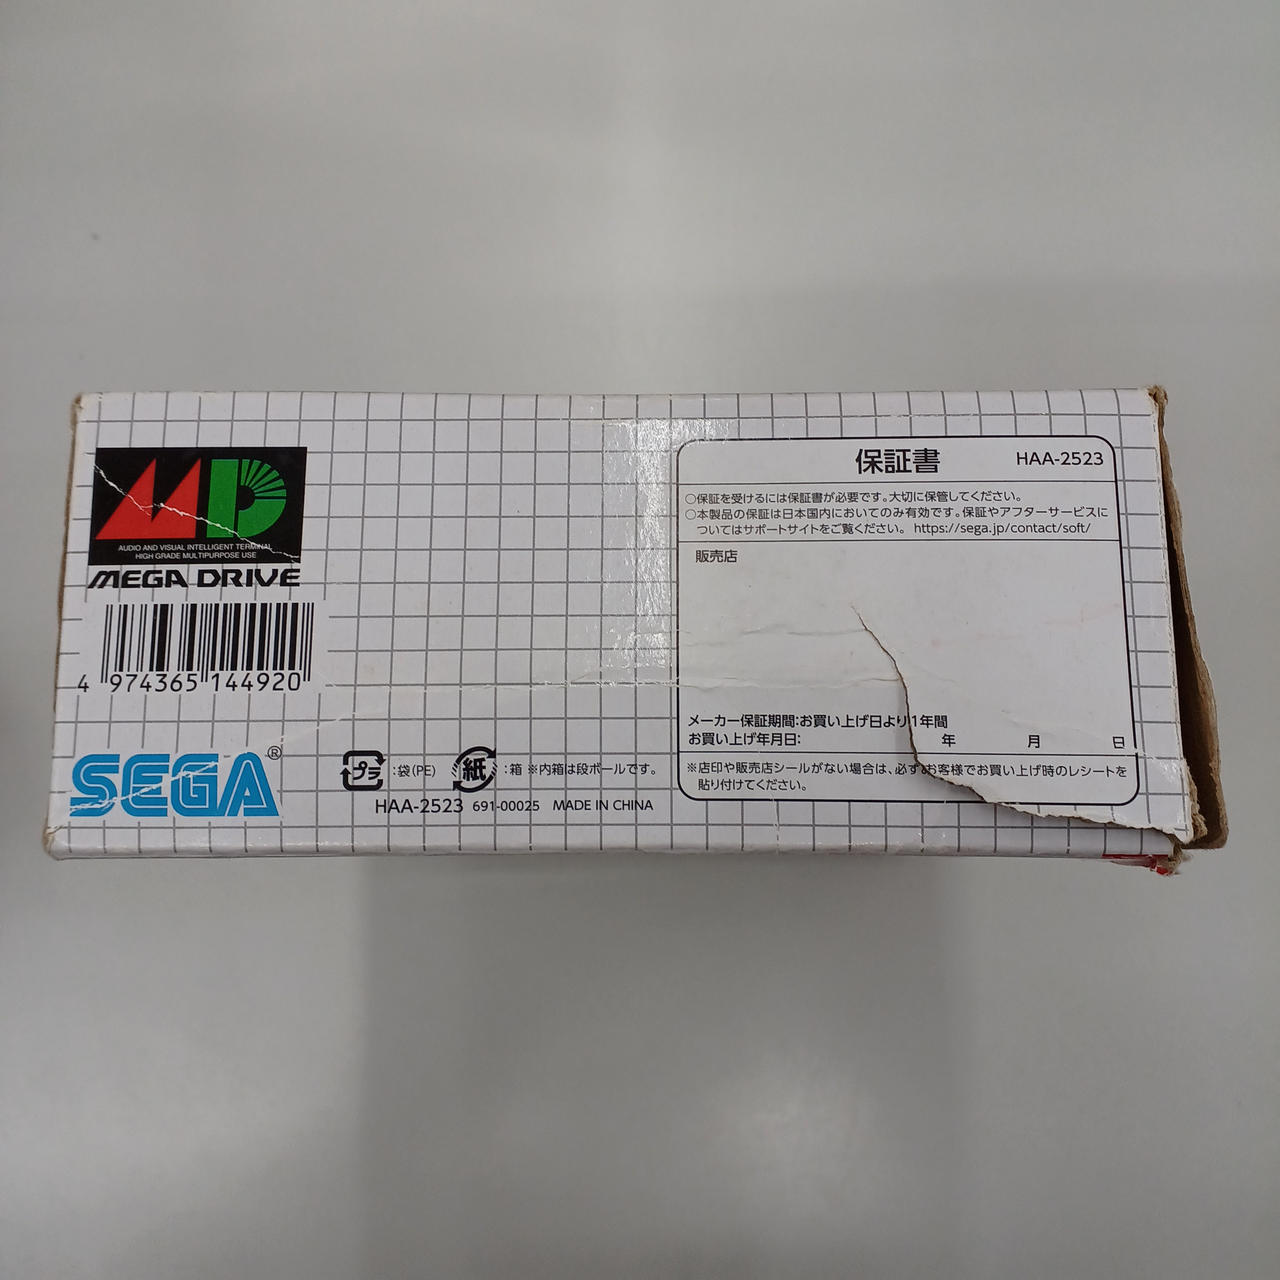 MD
AUDIO AND VISUAL INTELLIGENT TERMINAL
HIGH GRADE MULTIPURPOSE USE
MEGA DRIVE
4 974365 144920
SEGA®
プラ :袋(PE) 紙 :箱 ※内箱は段ボールです。
HAA-2523 691-00025 MADE IN CHINA
保証書 HAA-2523
○保証を受けるには保証書が必要です。大切に保管してください。
○本製品の保証は日本国内においてのみ有効です。保証やアフターサービスに
ついてはサポートサイトをご覧ください。 https://sega.jp/contact/soft/
販売店
メーカー保証期間:お買い上げ日より1年間
お買い上げ年月日: 年 月 日
※店印や販売店シールがない場合は、必ずお客様でお買い上げ時のレシートを
貼り付けてください。